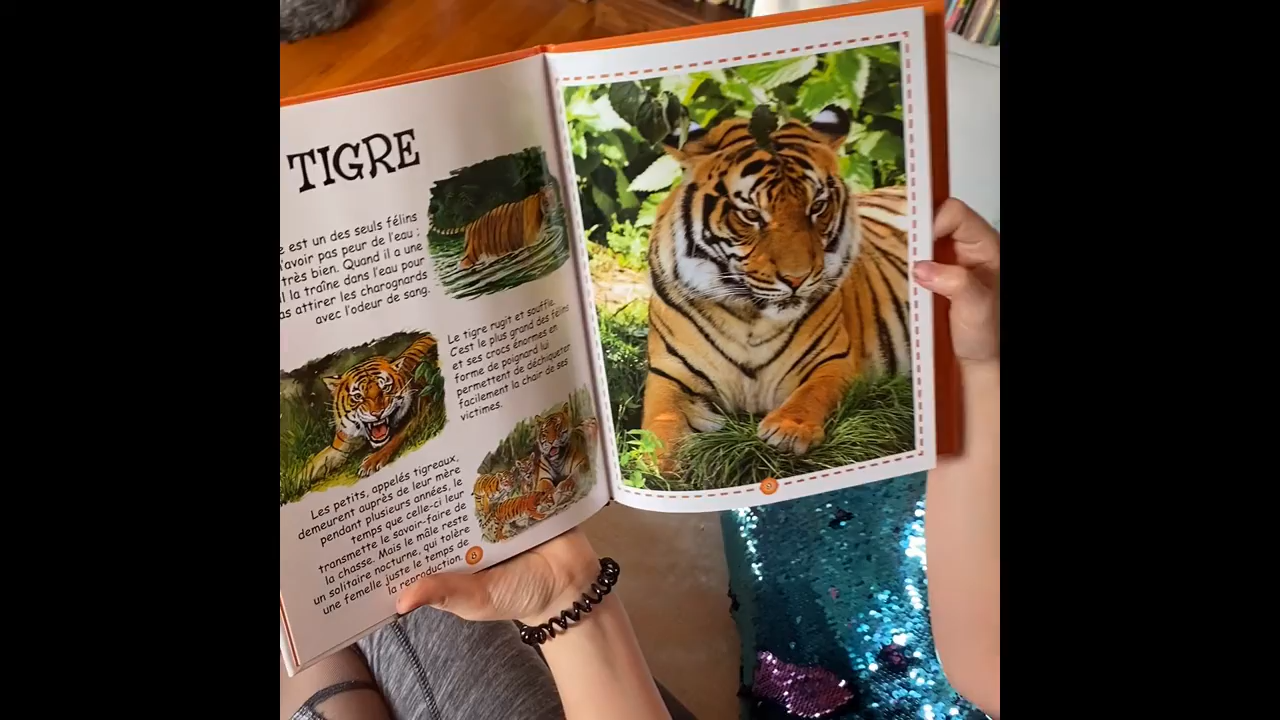 TIGRE
est un des seuls félins
avoir pas peur de l'eau ;
très bien. Quand il a une
la traîne dans l'eau pour
attirer les charognards
avec l'odeur de sang.
Le tigre rugit et souffle.
C'est le plus grand des félins
et ses crocs énormes en
forme de poignard lui
permettent de déchiqueter
facilement la chair de ses
victimes.
Les petits, appelés tigreaux,
demeurent auprès de leur mère
pendant plusieurs années, le
temps que celle-ci leur
transmette le savoir-faire de
la chasse. Mais le mâle reste
un solitaire nocturne, qui tolère
une femelle juste le temps de
la reproduction.
8